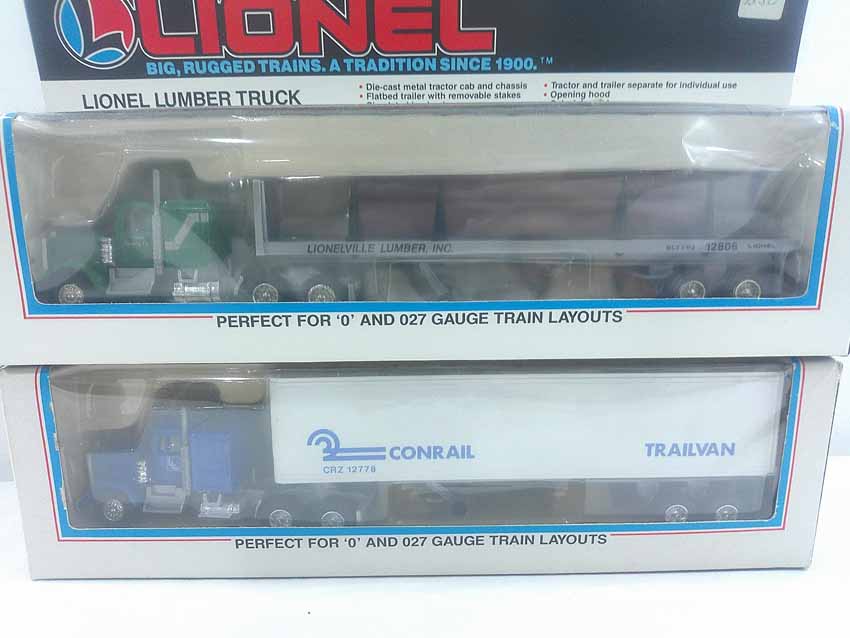 LIONEL
BIG, RUGGED TRAINS. A TRADITION SINCE 1900.™
LIONEL LUMBER TRUCK
• Die-cast metal tractor cab and chassis
• Flatbed trailer with removable stakes
• Tractor and trailer separate for individual use
• Opening hood
LIONELVILLE LUMBER, INC.
12806 LIONEL
PERFECT FOR ‘0’ AND 027 GAUGE TRAIN LAYOUTS
CONRAIL
CRZ 12778
TRAILVAN
PERFECT FOR ‘0’ AND 027 GAUGE TRAIN LAYOUTS